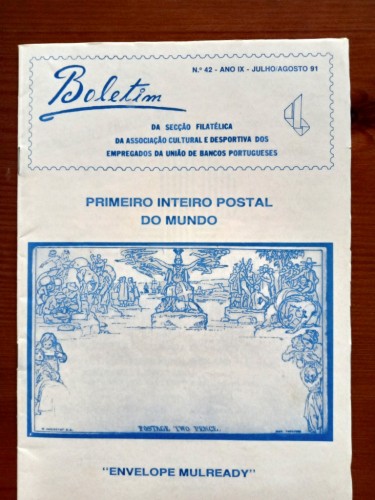 Boletim
N.º 42 - ANO IX - JULHO/AGOSTO 91
DA SECÇÃO FILATÉLICA
DA ASSOCIAÇÃO CULTURAL E DESPORTIVA DOS
EMPREGADOS DA UNIÃO DE BANCOS PORTUGUESES
PRIMEIRO INTEIRO POSTAL
DO MUNDO
POSTAGE TWO PENCE.
"ENVELOPE MULREADY"